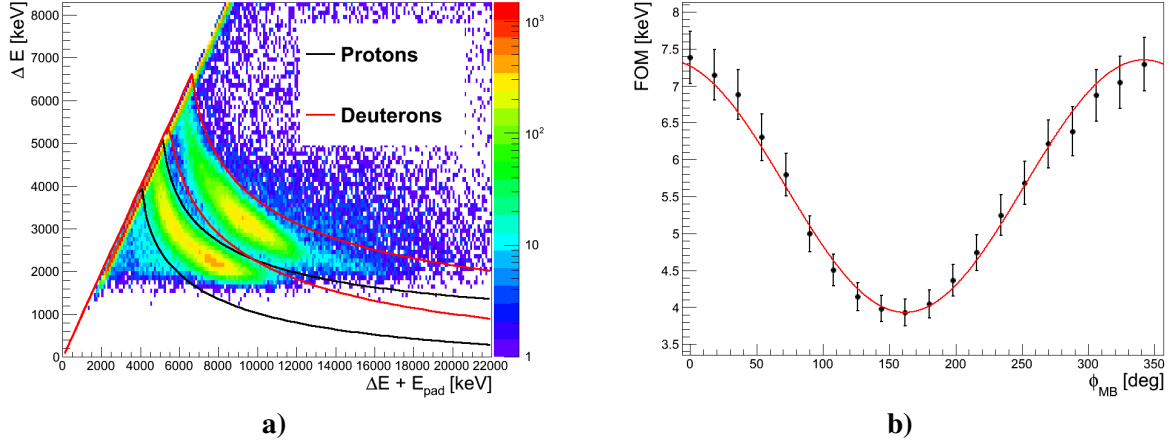 Δ E [keV]
8000
7000
6000
5000
4000
3000
2000
1000
0
0 2000 4000 6000 8000 10000 12000 14000 16000 18000 20000 22000
ΔE + E_pad [keV]
Protons
Deuterons
10³
10²
10
1
a)
FOM [keV]
8
7.5
7
6.5
6
5.5
5
4.5
4
3.5
0 50 100 150 200 250 300 350
ϕ_MB [deg]
b)